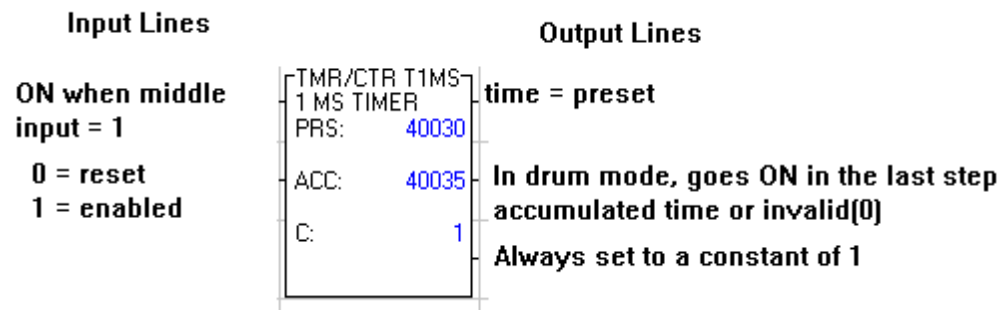 Input Lines
Output Lines
ON when middle
input = 1
0 = reset
1 = enabled
TMR/CTR T1MS
1 MS TIMER
PRS: 40030
ACC: 40035
C: 1
time = preset
In drum mode, goes ON in the last step
accumulated time or invalid(0)
Always set to a constant of 1